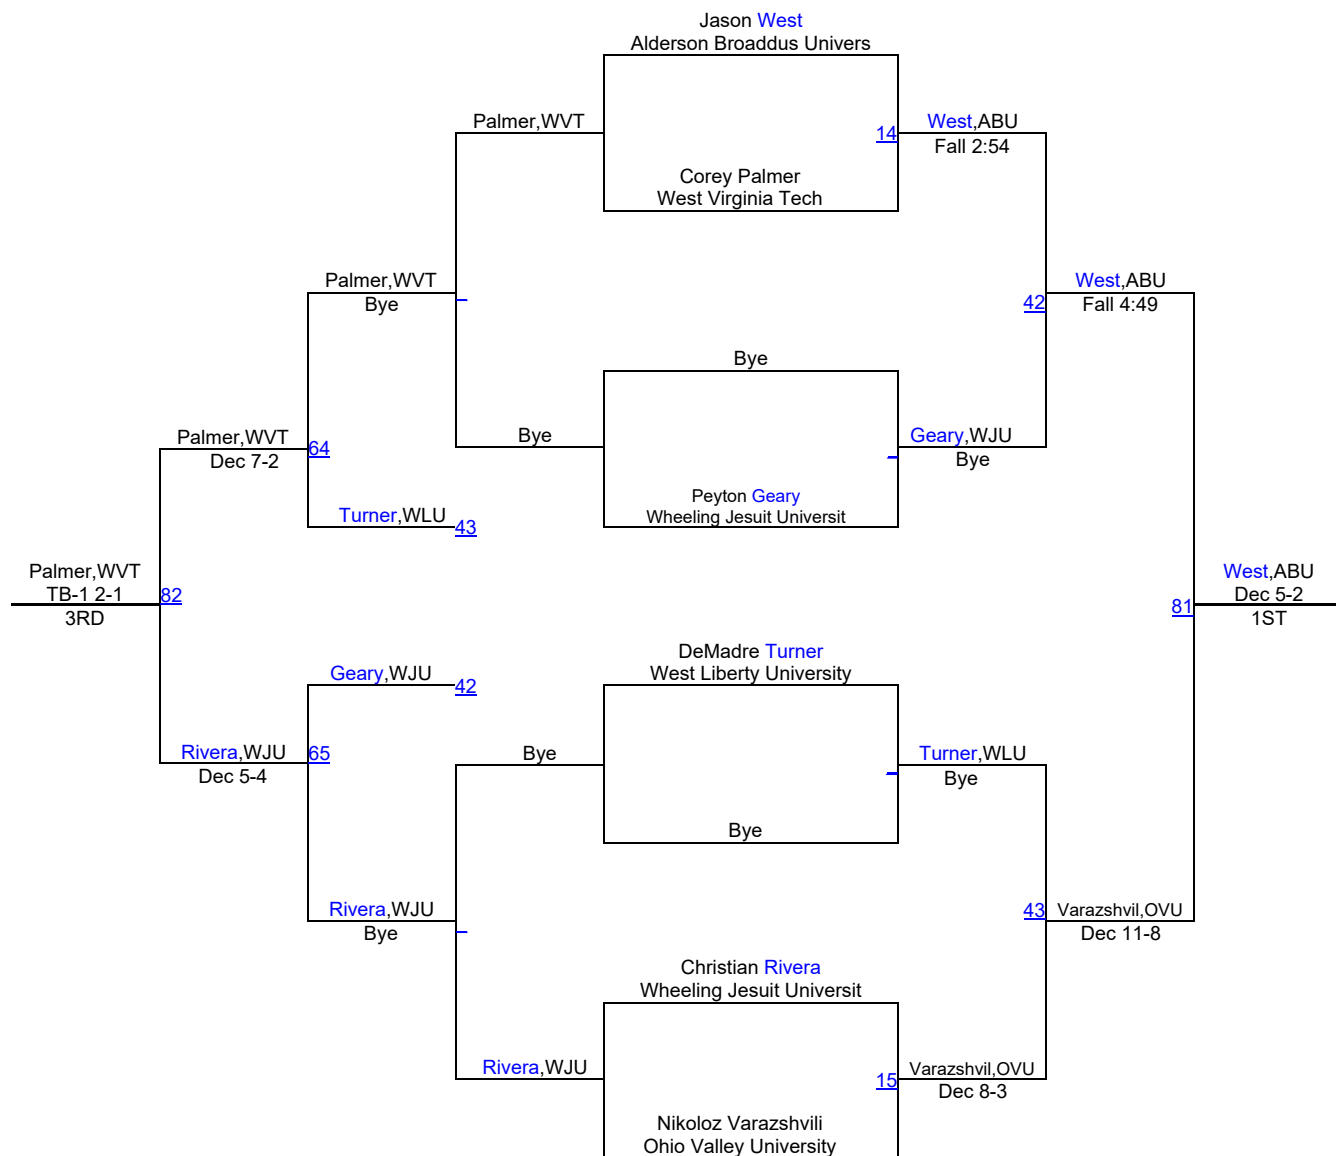 Jason West
Alderson Broaddus Univers
Palmer,WVT
14
West,ABU
Fall 2:54
Corey Palmer
West Virginia Tech
Palmer,WVT
Bye
42
West,ABU
Fall 4:49
Bye
Palmer,WVT
Dec 7-2
64
Bye
Geary,WJU
Bye
Peyton Geary
Wheeling Jesuit Universit
Turner,WLU
43
Palmer,WVT
TB-1 2-1
3RD
82
81
West,ABU
Dec 5-2
1ST
DeMadre Turner
West Liberty University
Geary,WJU
42
Rivera,WJU
Dec 5-4
65
Bye
Turner,WLU
Bye
Bye
Rivera,WJU
Bye
43
Varazshvil,OVU
Dec 11-8
Christian Rivera
Wheeling Jesuit Universit
Rivera,WJU
15
Varazshvil,OVU
Dec 8-3
Nikoloz Varazshvili
Ohio Valley University